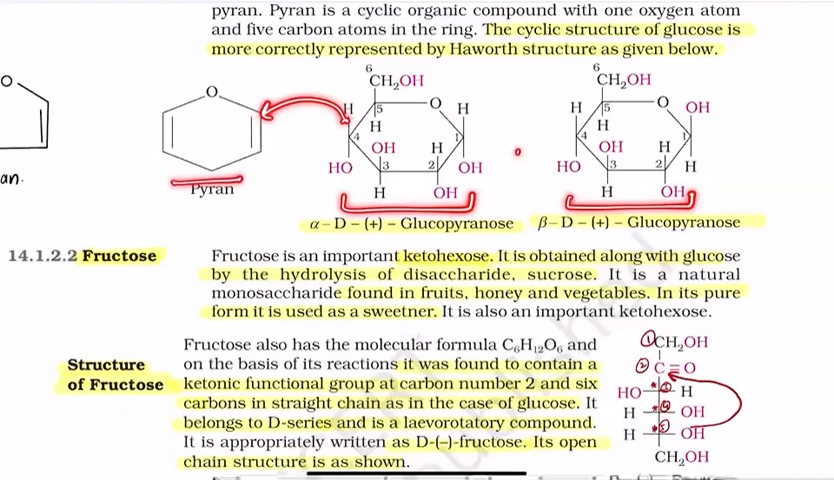 pyran. Pyran is a cyclic organic compound with one oxygen atom
and five carbon atoms in the ring. The cyclic structure of glucose is
more correctly represented by Haworth structure as given below.
O
an.
O
Pyran
6
CH₂OH
H 5 O H
H
4 OH H 1
HO 3 2 OH
H OH
α – D – (+) – Glucopyranose
6
CH₂OH
H 5 O OH
H
4 OH H 1
HO 3 2 H
H OH
β – D – (+) – Glucopyranose
14.1.2.2 Fructose
Fructose is an important ketohexose. It is obtained along with glucose
by the hydrolysis of disaccharide, sucrose. It is a natural
monosaccharide found in fruits, honey and vegetables. In its pure
form it is used as a sweetner. It is also an important ketohexose.
Structure
of Fructose
Fructose also has the molecular formula C₆H₁₂O₆ and
on the basis of its reactions it was found to contain a
ketonic functional group at carbon number 2 and six
carbons in straight chain as in the case of glucose. It
belongs to D-series and is a laevorotatory compound.
It is appropriately written as D-(–)-fructose. Its open
chain structure is as shown.
① CH₂OH
② C = O
HO * ③ H
H * ④ OH
H * ⑤ OH
CH₂OH